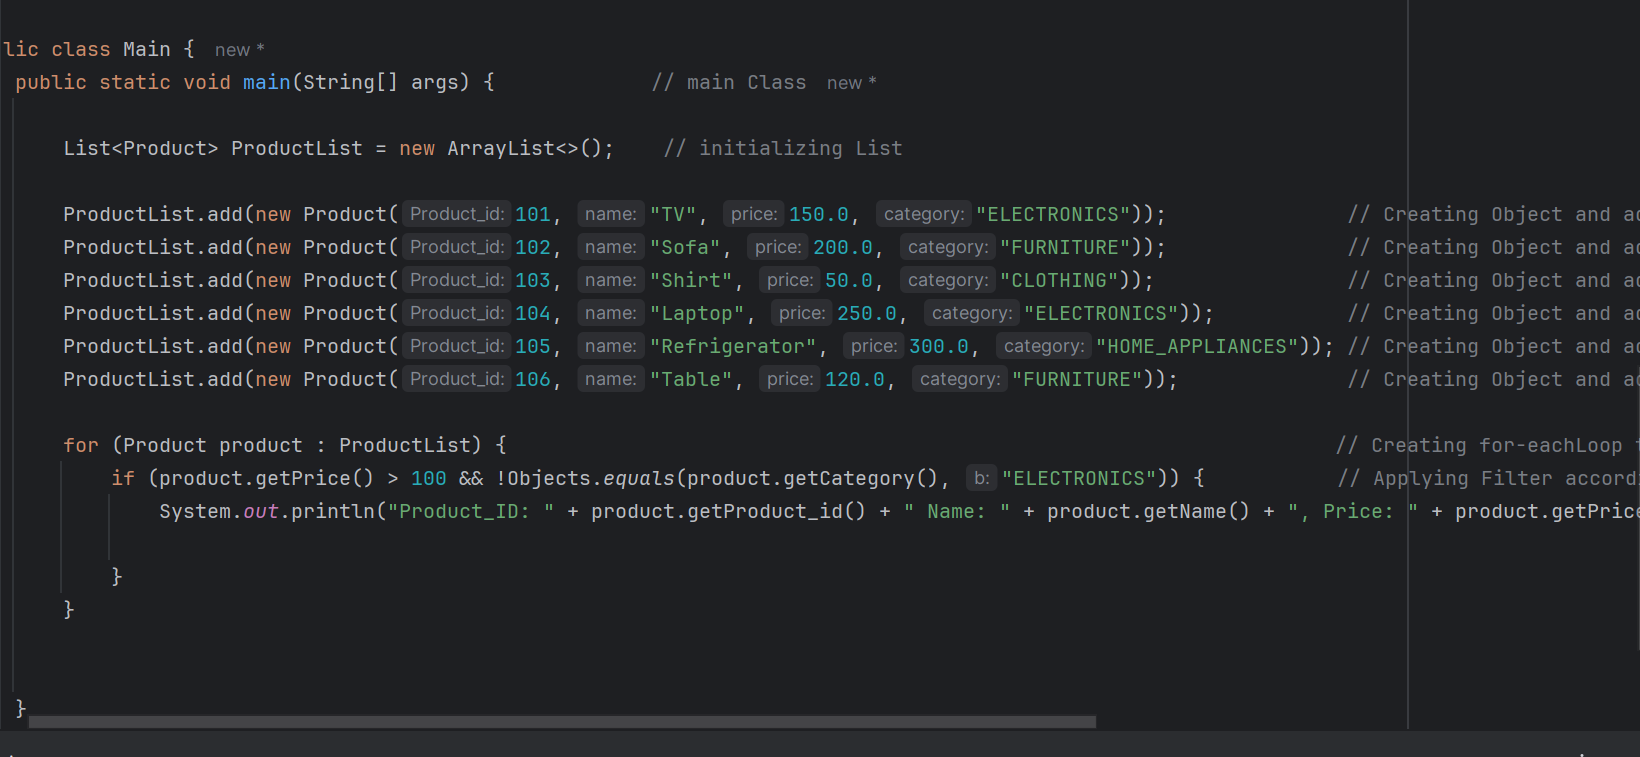 lic class Main { new *
public static void main(String[] args) { // main Class new *
List<Product> ProductList = new ArrayList<>(); // initializing List
ProductList.add(new Product( Product_id: 101, name: "TV", price: 150.0, category: "ELECTRONICS")); // Creating Object and
ProductList.add(new Product( Product_id: 102, name: "Sofa", price: 200.0, category: "FURNITURE")); // Creating Object and
ProductList.add(new Product( Product_id: 103, name: "Shirt", price: 50.0, category: "CLOTHING")); // Creating Object and
ProductList.add(new Product( Product_id: 104, name: "Laptop", price: 250.0, category: "ELECTRONICS")); // Creating Object and
ProductList.add(new Product( Product_id: 105, name: "Refrigerator", price: 300.0, category: "HOME_APPLIANCES")); // Creating Object and
ProductList.add(new Product( Product_id: 106, name: "Table", price: 120.0, category: "FURNITURE")); // Creating Object and
for (Product product : ProductList) { // Creating for-eachLoop
if (product.getPrice() > 100 && !Objects.equals(product.getCategory(), b: "ELECTRONICS")) { // Applying Filter accord
System.out.println("Product_ID: " + product.getProduct_id() + " Name: " + product.getName() + ", Price: " + product.getPric
}
}
}